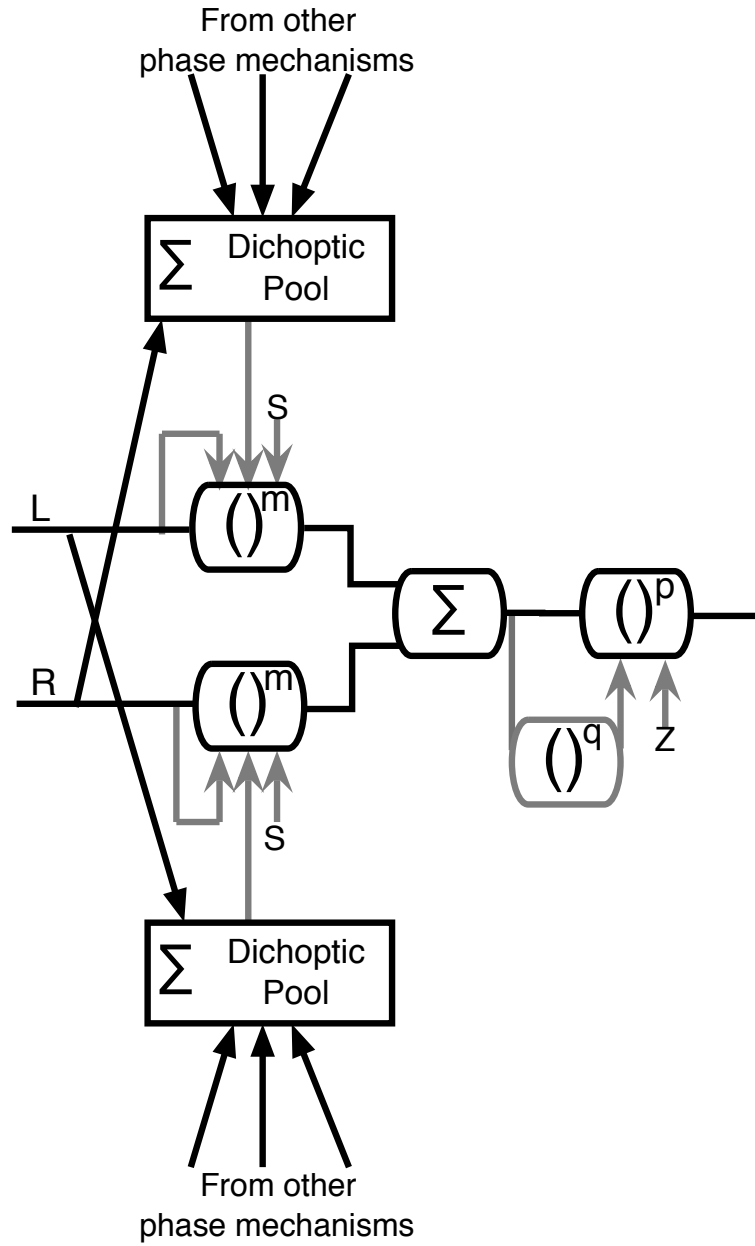 From other
phase mechanisms
Σ Dichoptic
Pool
S
L
()m
Σ
()p
R
()m
Z
()q
S
Σ Dichoptic
Pool
From other
phase mechanisms